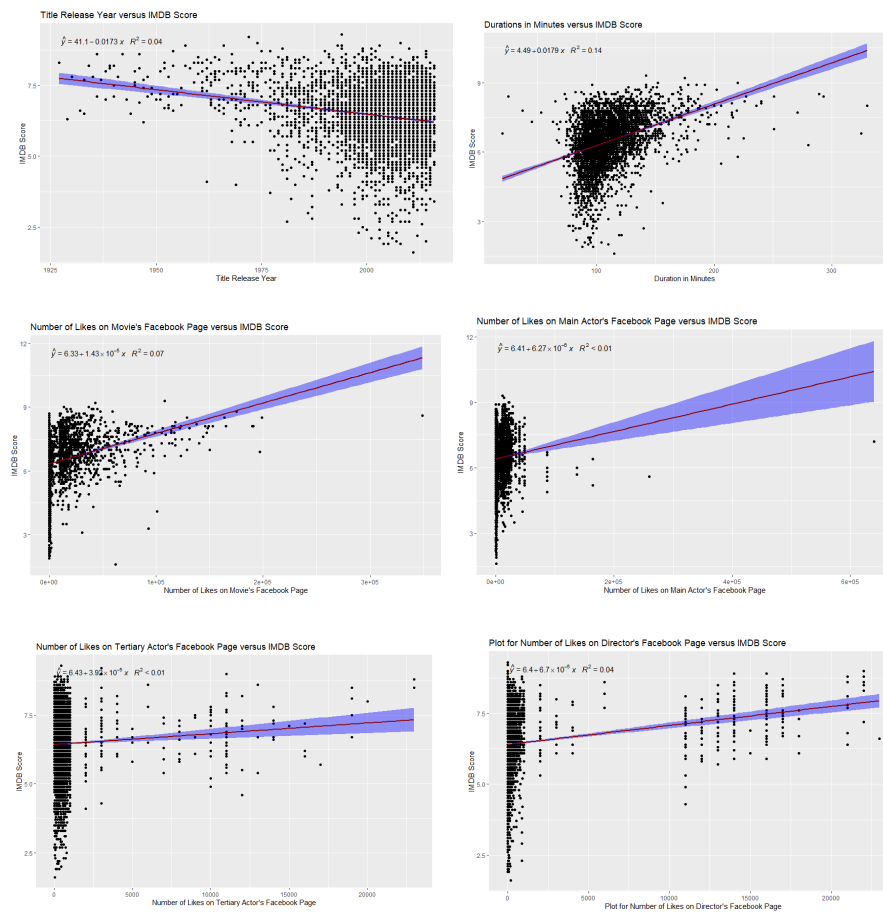 Title Release Year versus IMDB Score
ŷ = 41.1 − 0.0173 x R² = 0.04
IMDB Score
7.5
5.0
2.5
1925 1950 1975 2000
Title Release Year
Durations in Minutes versus IMDB Score
ŷ = 4.49 + 0.0179 x R² = 0.14
IMDB Score
9
6
3
100 200 300
Duration in Minutes
Number of Likes on Movie's Facebook Page versus IMDB Score
ŷ = 6.33 + 1.43 × 10⁻⁵ x R² = 0.07
IMDB Score
12
9
6
3
0e+00 1e+05 2e+05 3e+05
Number of Likes on Movie's Facebook Page
Number of Likes on Main Actor's Facebook Page versus IMDB Score
ŷ = 6.41 + 6.27 × 10⁻⁶ x R² < 0.01
IMDB Score
12
9
6
3
0e+00 2e+05 4e+05 6e+05
Number of Likes on Main Actor's Facebook Page
Number of Likes on Tertiary Actor's Facebook Page versus IMDB Score
ŷ = 6.43 + × 10⁻⁵ x R² < 0.01
IMDB Score
7.5
5.0
2.5
0 5000 10000 15000 20000
Number of Likes on Tertiary Actor's Facebook Page
Plot for Number of Likes on Director's Facebook Page versus IMDB Score
ŷ = 6.4 + 6.7 × 10⁻⁵ x R² = 0.04
IMDB Score
7.5
5.0
2.5
0 5000 10000 15000 20000
Plot for Number of Likes on Director's Facebook Page